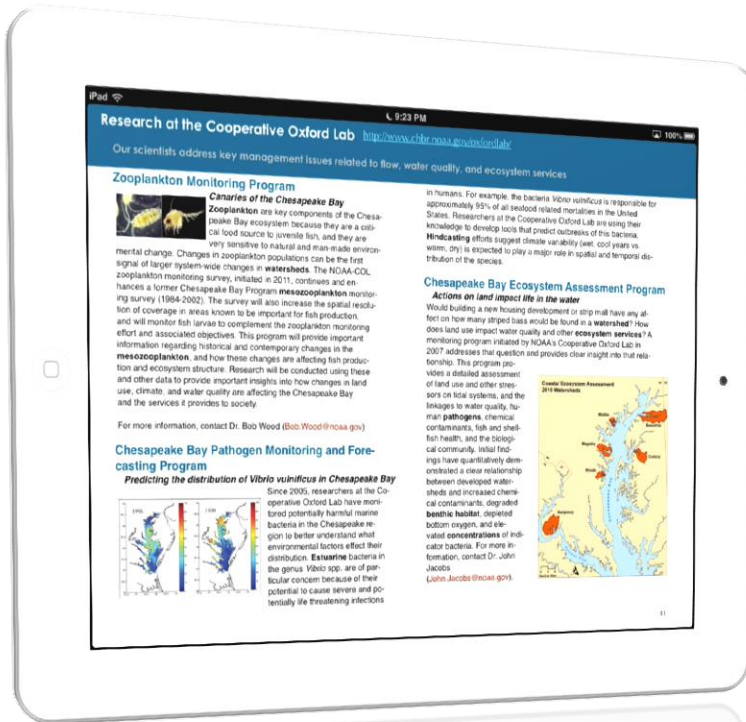 iPad
9:23 PM
100%
Research at the Cooperative Oxford Lab http://www.chbr.noaa.gov/oxfordlab/
Our scientists address key management issues related to flow, water quality, and ecosystem services
Zooplankton Monitoring Program
Canaries of the Chesapeake Bay
Zooplankton are key components of the Chesa-
peake Bay ecosystem because they are a criti-
cal food source to juvenile fish, and they are
very sensitive to natural and man-made environ-
mental change. Changes in zooplankton populations can be the first
signal of larger system-wide changes in watersheds. The NOAA-COL
zooplankton monitoring survey, initiated in 2011, continues and en-
hances a former Chesapeake Bay Program mesozooplankton monitor-
ing survey (1984-2002). The survey will also increase the spatial resolu-
tion of coverage in areas known to be important for fish production,
and will monitor fish larvae to complement the zooplankton monitoring
effort and associated objectives. This program will provide important
information regarding historical and contemporary changes in the
mesozooplankton, and how these changes are affecting fish produc-
tion and ecosystem structure. Research will be conducted using these
and other data to provide important insights into how changes in land
use, climate, and water quality are affecting the Chesapeake Bay
and the services it provides to society.
For more information, contact Dr. Bob Wood (Bob.Wood@noaa.gov)
Chesapeake Bay Pathogen Monitoring and Fore-
casting Program
Predicting the distribution of Vibrio vulnificus in Chesapeake Bay
Since 2005, researchers at the Co-
operative Oxford Lab have moni-
tored potentially harmful marine
bacteria in the Chesapeake re-
gion to better understand what
environmental factors effect their
distribution. Estuarine bacteria in
the genus Vibrio spp. are of par-
ticular concern because of their
potential to cause severe and po-
tentially life threatening infections
in humans. For example, the bacteria Vibrio vulnificus is responsible for
approximately 95% of all seafood related mortalities in the United
States. Researchers at the Cooperative Oxford Lab are using their
knowledge to develop tools that predict outbreaks of this bacteria.
Hindcasting efforts suggest climate variability (wet, cool years vs.
warm, dry) is expected to play a major role in spatial and temporal dis-
tribution of the species.
Chesapeake Bay Ecosystem Assessment Program
Actions on land impact life in the water
Would building a new housing development or strip mall have any af-
fect on how many striped bass would be found in a watershed? How
does land use impact water quality and other ecosystem services? A
monitoring program initiated by NOAA's Cooperative Oxford Lab in
2007 addresses that question and provides clear insight into that rela-
tionship. This program pro-
vides a detailed assessment
of land use and other stres-
sors on tidal systems, and the
linkages to water quality, hu-
man pathogens, chemical
contaminants, fish and shell-
fish health, and the biologi-
cal community. Initial find-
ings have quantitatively dem-
onstrated a clear relationship
between developed water-
sheds and increased chemi-
cal contaminants, degraded
benthic habitat, depleted
bottom oxygen, and ele-
vated concentrations of indi-
cator bacteria. For more in-
formation, contact Dr. John
Jacobs
(John.Jacobs@noaa.gov).
Coastal Ecosystem Assessment
2010 Watersheds
11